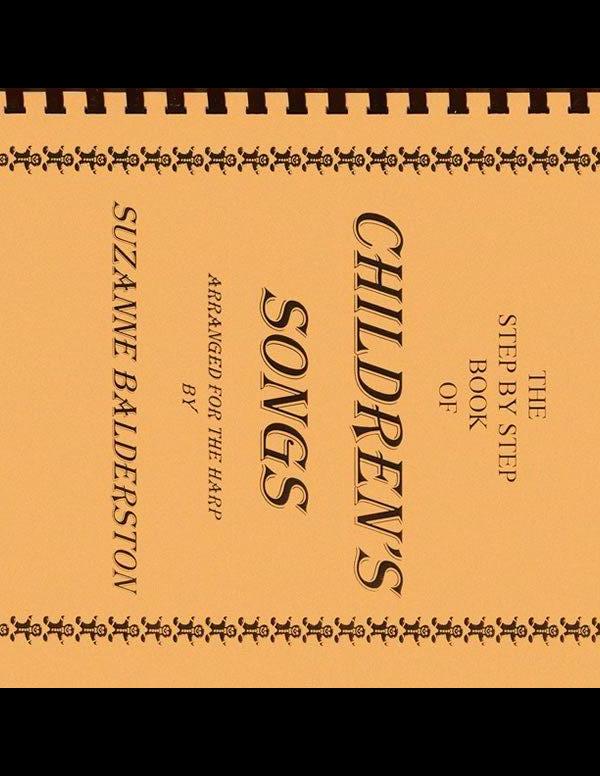 THE
STEP BY STEP
BOOK
OF
CHILDREN'S
SONGS
ARRANGED FOR THE HARP
BY
SUZANNE BALDERSTON